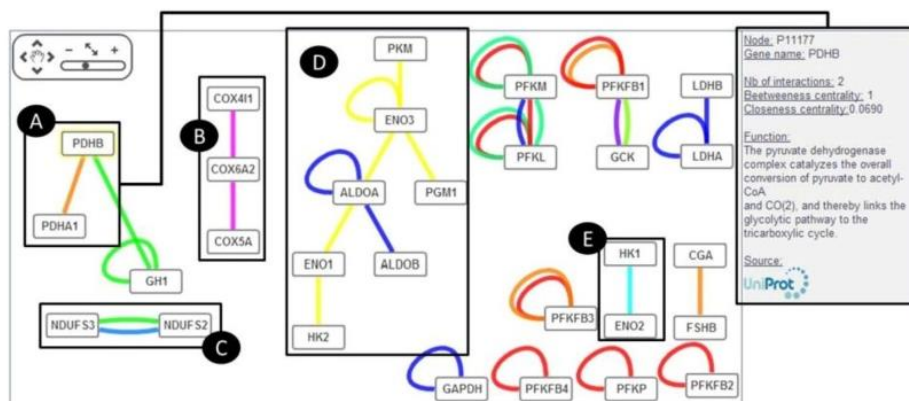 A
PDHB
PDHA1
GH1
B
COX4I1
COX6A2
COX5A
NDUFS3
NDUFS2
C
D
PKM
ENO3
ALDOA
PGM1
ENO1
ALDOB
HK2
PFKM
PFKL
PFKFB1
GCK
LDHB
LDHA
E
HK1
ENO2
CGA
FSHB
PFKFB3
GAPDH
PFKFB4
PFKP
PFKFB2
Node: P11177
Gene name: PDHB
Nb of interactions: 2
Beetweeness centrality: 1
Closeness centrality:0.0690
Function:
The pyruvate dehydrogenase
complex catalyzes the overall
conversion of pyruvate to acetyl-
CoA
and CO(2), and thereby links the
glycolytic pathway to the
tricarboxylic cycle.
Source:
UniProt